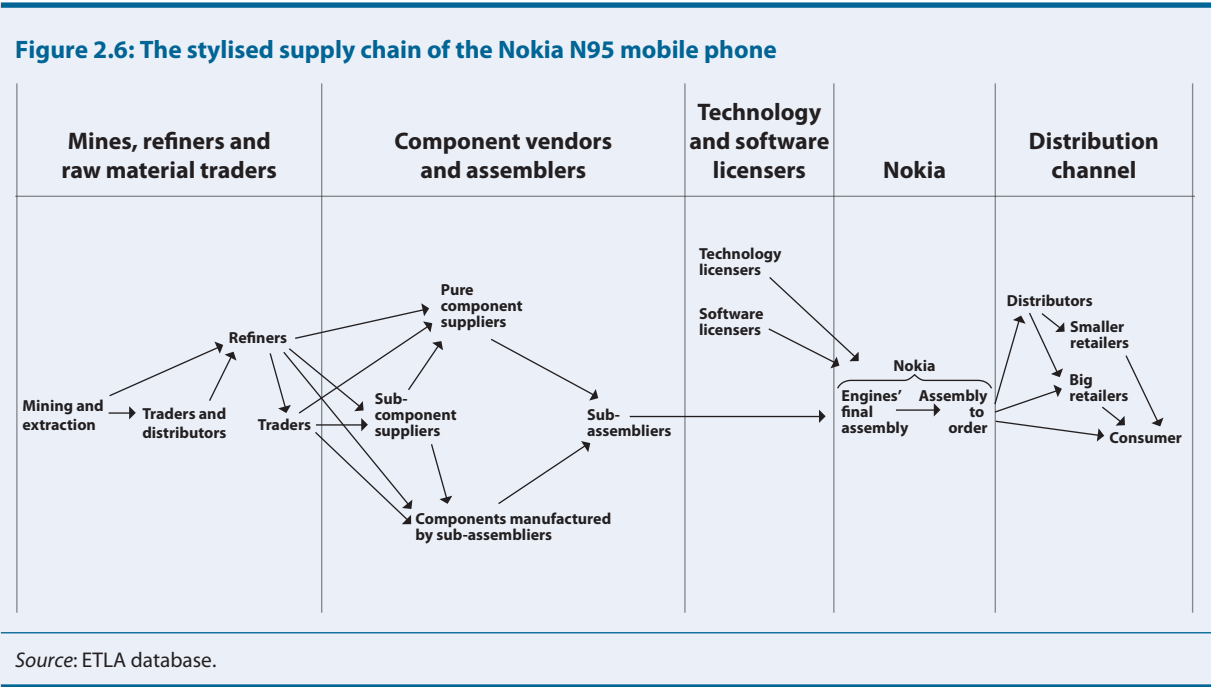 Figure 2.6: The stylised supply chain of the Nokia N95 mobile phone
Mines, refiners and
raw material traders
Component vendors
and assemblers
Technology
and software
licensers
Nokia
Distribution
channel
Mining and
extraction
Traders and
distributors
Refiners
Traders
Pure
component
suppliers
Sub-
component
suppliers
Components manufactured
by sub-assembliers
Sub-
assembliers
Technology
licensers
Software
licensers
Nokia
Engines'
final
assembly
Assembly
to
order
Distributors
Smaller
retailers
Big
retailers
Consumer
Source: ETLA database.